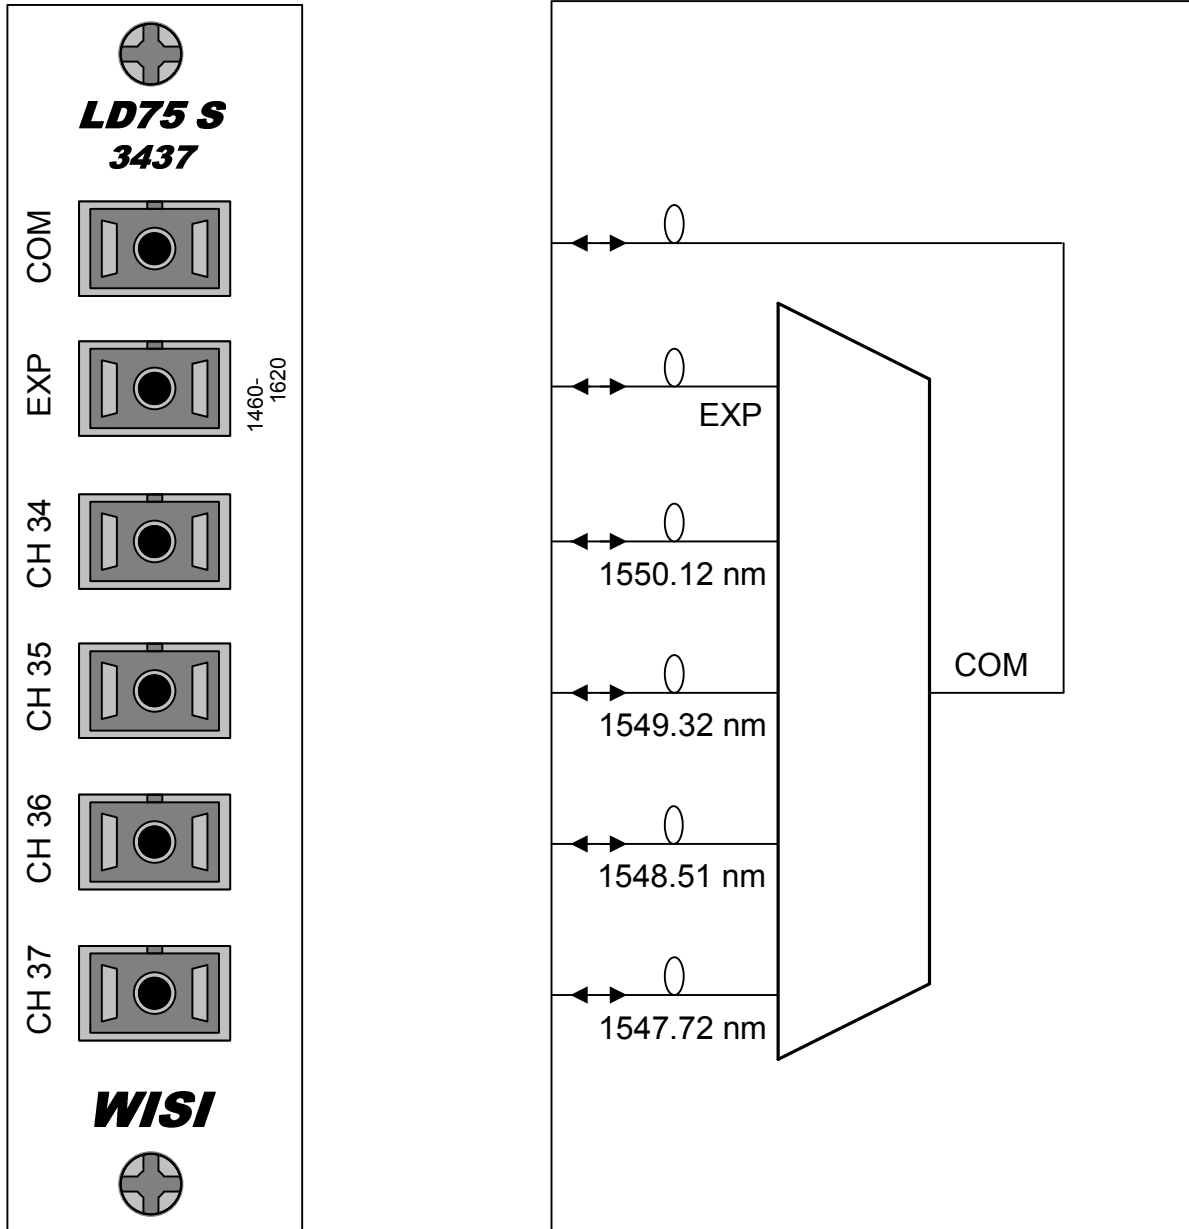 LD75 S
3437
COM
EXP
1460-
1620
CH 34
CH 35
CH 36
CH 37
WISI
EXP
1550.12 nm
1549.32 nm
COM
1548.51 nm
1547.72 nm